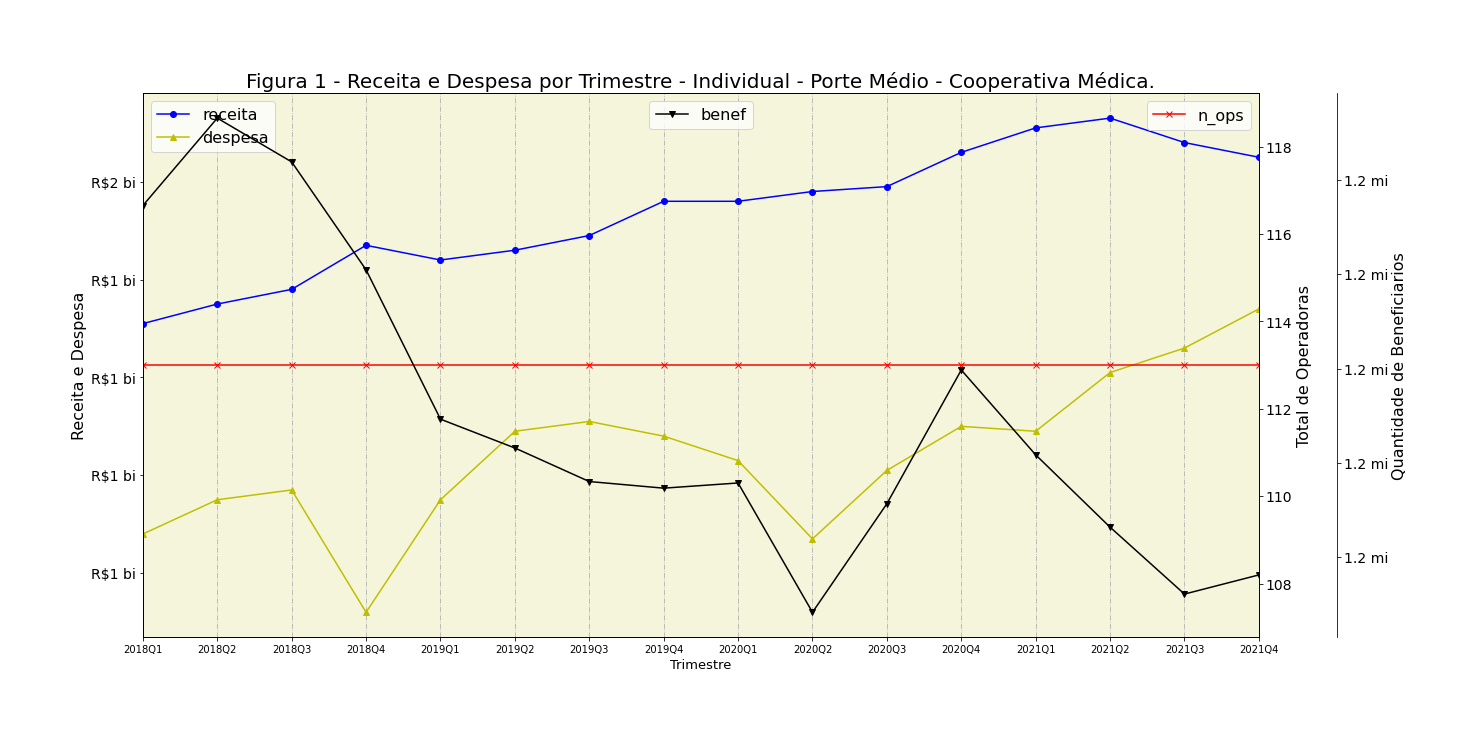 Figura 1 - Receita e Despesa por Trimestre - Individual - Porte Médio - Cooperativa Médica.
receita
despesa
benef
n_ops
R$2 bi
R$1 bi
R$1 bi
R$1 bi
R$1 bi
Receita e Despesa
118
116
114
112
110
108
Total de Operadoras
1.2 mi
1.2 mi
1.2 mi
1.2 mi
1.2 mi
Quantidade de Beneficiarios
2018Q1 2018Q2 2018Q3 2018Q4 2019Q1 2019Q2 2019Q3 2019Q4 2020Q1 2020Q2 2020Q3 2020Q4 2021Q1 2021Q2 2021Q3 2021Q4
Trimestre